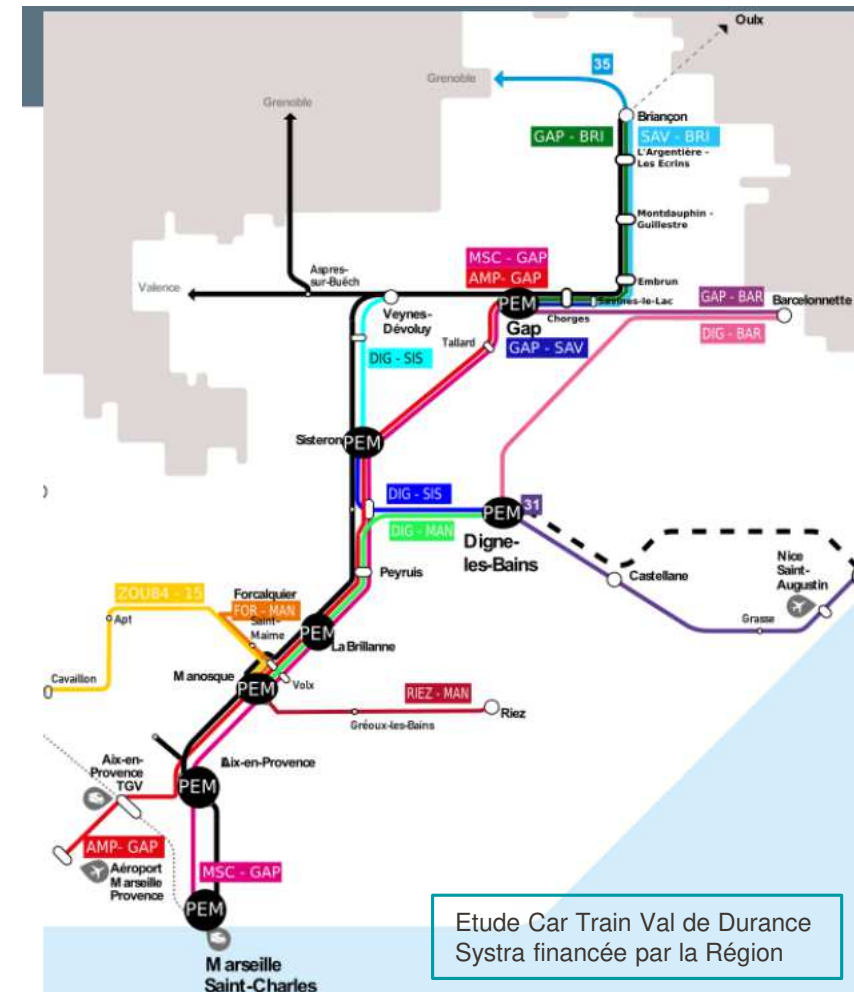 Oulx
35
Grenoble
Grenoble
Briançon
GAP - BRI
SAV - BRI
L'Argentière -
Les Ecrins
Montdauphin -
Guillestre
MSC - GAP
AMP- GAP
Aspres-
sur-Buëch
Embrun
Valence
PEM
Savines-le-Lac
GAP - BAR
Barcelonnette
Veynes-
Dévoluy
Chorges
Gap
Tallard
GAP - SAV
DIG - BAR
DIG - SIS
Sisteron
PEM
DIG - SIS
PEM
31
DIG - MAN
Digne-
les-Bains
Nice
Saint-
Augustin
Peyruis
Castellane
ZOU84 - 15
Forcalquier
FOR - MAN
Apt
Saint-
Maime
PEM
La Brillanne
Grasse
Cavaillon
Manosque
PEM
Volx
RIEZ - MAN
Riez
Gréoux-les-Bains
Aix-en-
Provence
TGV
Aix-en-Provence
PEM
AMP- GAP
Aéroport
Marseille
Provence
MSC - GAP
PEM
Marseille
Saint-Charles
Etude Car Train Val de Durance
Systra financée par la Région